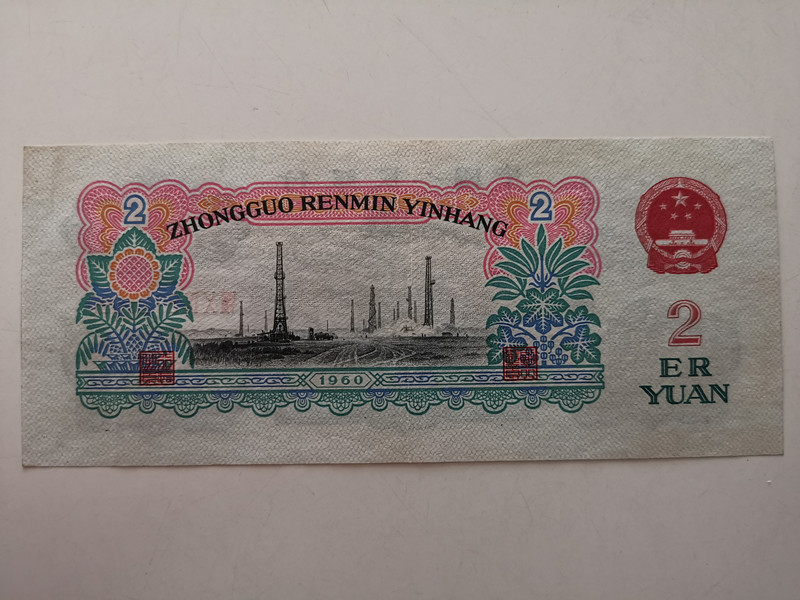 2
2
ZHONGGUO RENMIN YINHANG
2
ER
YUAN
1960